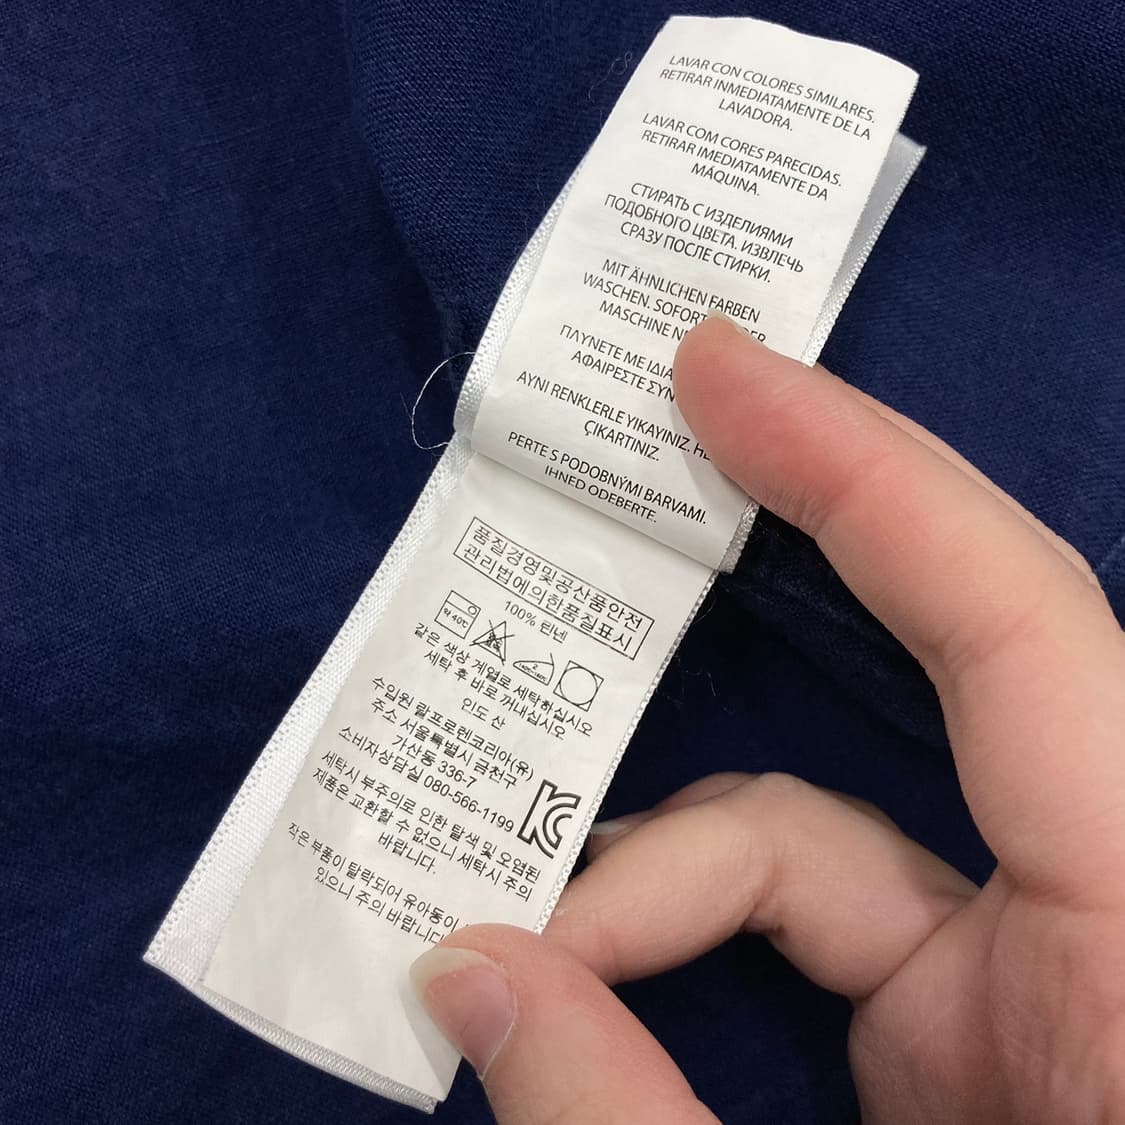 LAVAR CON COLORES SIMILARES.
RETIRAR INMEDIATAMENTE DE LA
LAVADORA.
LAVAR COM CORES PARECIDAS.
RETIRAR IMEDIATAMENTE DA
MÁQUINA.
СТИРАТЬ С ИЗДЕЛИЯМИ
ПОДОБНОГО ЦВЕТА. ИЗВЛЕЧЬ
СРАЗУ ПОСЛЕ СТИРКИ.
MIT ÄHNLICHEN FARBEN
WASCHEN. SOFORT
MASCHINE
ΠΛΥΝΕΤΕ ΜΕ
ΑΦΑΙΡΕΣΤΕ
AYNI RENKLERLE YIKAYINIZ.
ÇIKARTINIZ.
PERTE S PODOBNÝMI BARVAMI.
IHNED ODEBERTE.
품질경영및공산품안전
관리법에의한품질표시
100% 린넨
약 40℃
같은 색상 계열로 세탁하십시오
세탁 후 바로 꺼내십시오
인도 산
수입원 랄프로렌코리아(유)
주소 서울특별시 금천구
가산동 336-7
소비자상담실 080-566-1199
세탁시 부주의로 인한 탈색 및 오염된
제품은 교환할 수 없으니 세탁시 주의
바랍니다.
작은 부품이 탈락되어 유아동이
있으니 주의 바랍니다